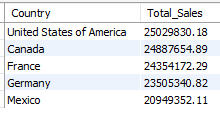 Country Total_Sales
United States of America 25029830.18
Canada 24887654.89
France 24354172.29
Germany 23505340.82
Mexico 20949352.11